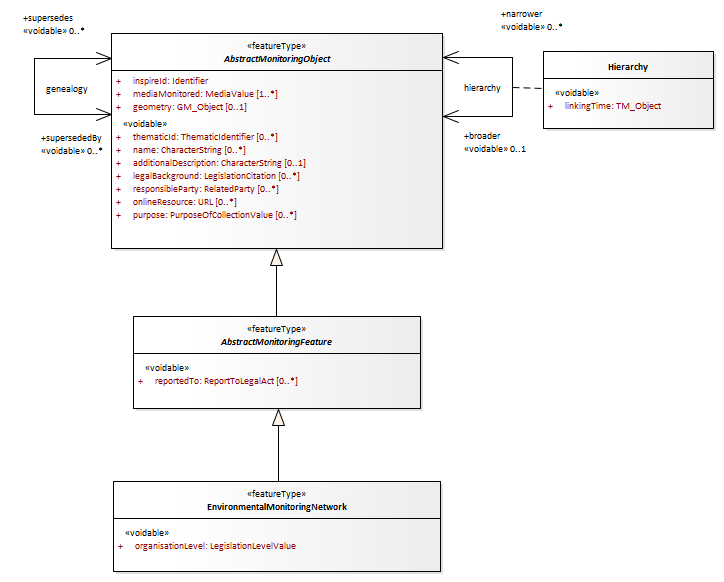 +supersedes
«voidable» 0..*
genealogy
+supersededBy
«voidable» 0..*
«featureType»
AbstractMonitoringObject
+ inspireId: Identifier
+ mediaMonitored: MediaValue [1..*]
+ geometry: GM_Object [0..1]
«voidable»
+ thematicId: ThematicIdentifier [0..*]
+ name: CharacterString [0..*]
+ additionalDescription: CharacterString [0..1]
+ legalBackground: LegislationCitation [0..*]
+ responsibleParty: RelatedParty [0..*]
+ onlineResource: URL [0..*]
+ purpose: PurposeOfCollectionValue [0..*]
+narrower
«voidable» 0..*
hierarchy
+broader
«voidable» 0..1
Hierarchy
«voidable»
+ linkingTime: TM_Object
«featureType»
AbstractMonitoringFeature
«voidable»
+ reportedTo: ReportToLegalAct [0..*]
«featureType»
EnvironmentalMonitoringNetwork
«voidable»
+ organisationLevel: LegislationLevelValue